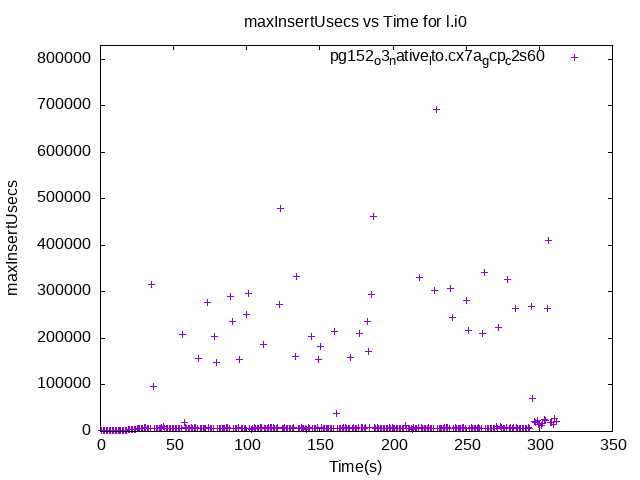 maxInsertUsecs vs Time for l.i0
pg152o3native_lto.cx7a_gcp_c2s60
800000
700000
600000
500000
400000
300000
200000
100000
0
maxInsertUsecs
0 50 100 150 200 250 300 350
Time(s)